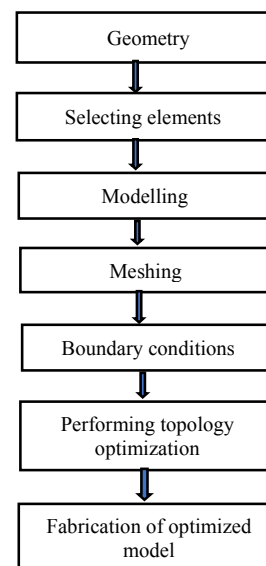 Geometry
Selecting elements
Modelling
Meshing
Boundary conditions
Performing topology
optimization
Fabrication of optimized
model